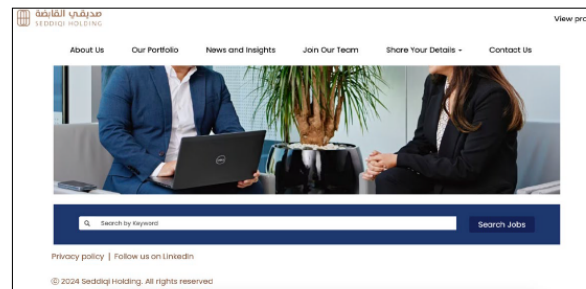 صديقي القابضة
SEDDIQI HOLDING
View pro
About Us Our Portfolio News and Insights Join Our Team Share Your Details Contact Us
DELL
Search by Keyword Search Jobs
Privacy policy | Follow us on LinkedIn
© 2024 Seddiqi Holding. All rights reserved